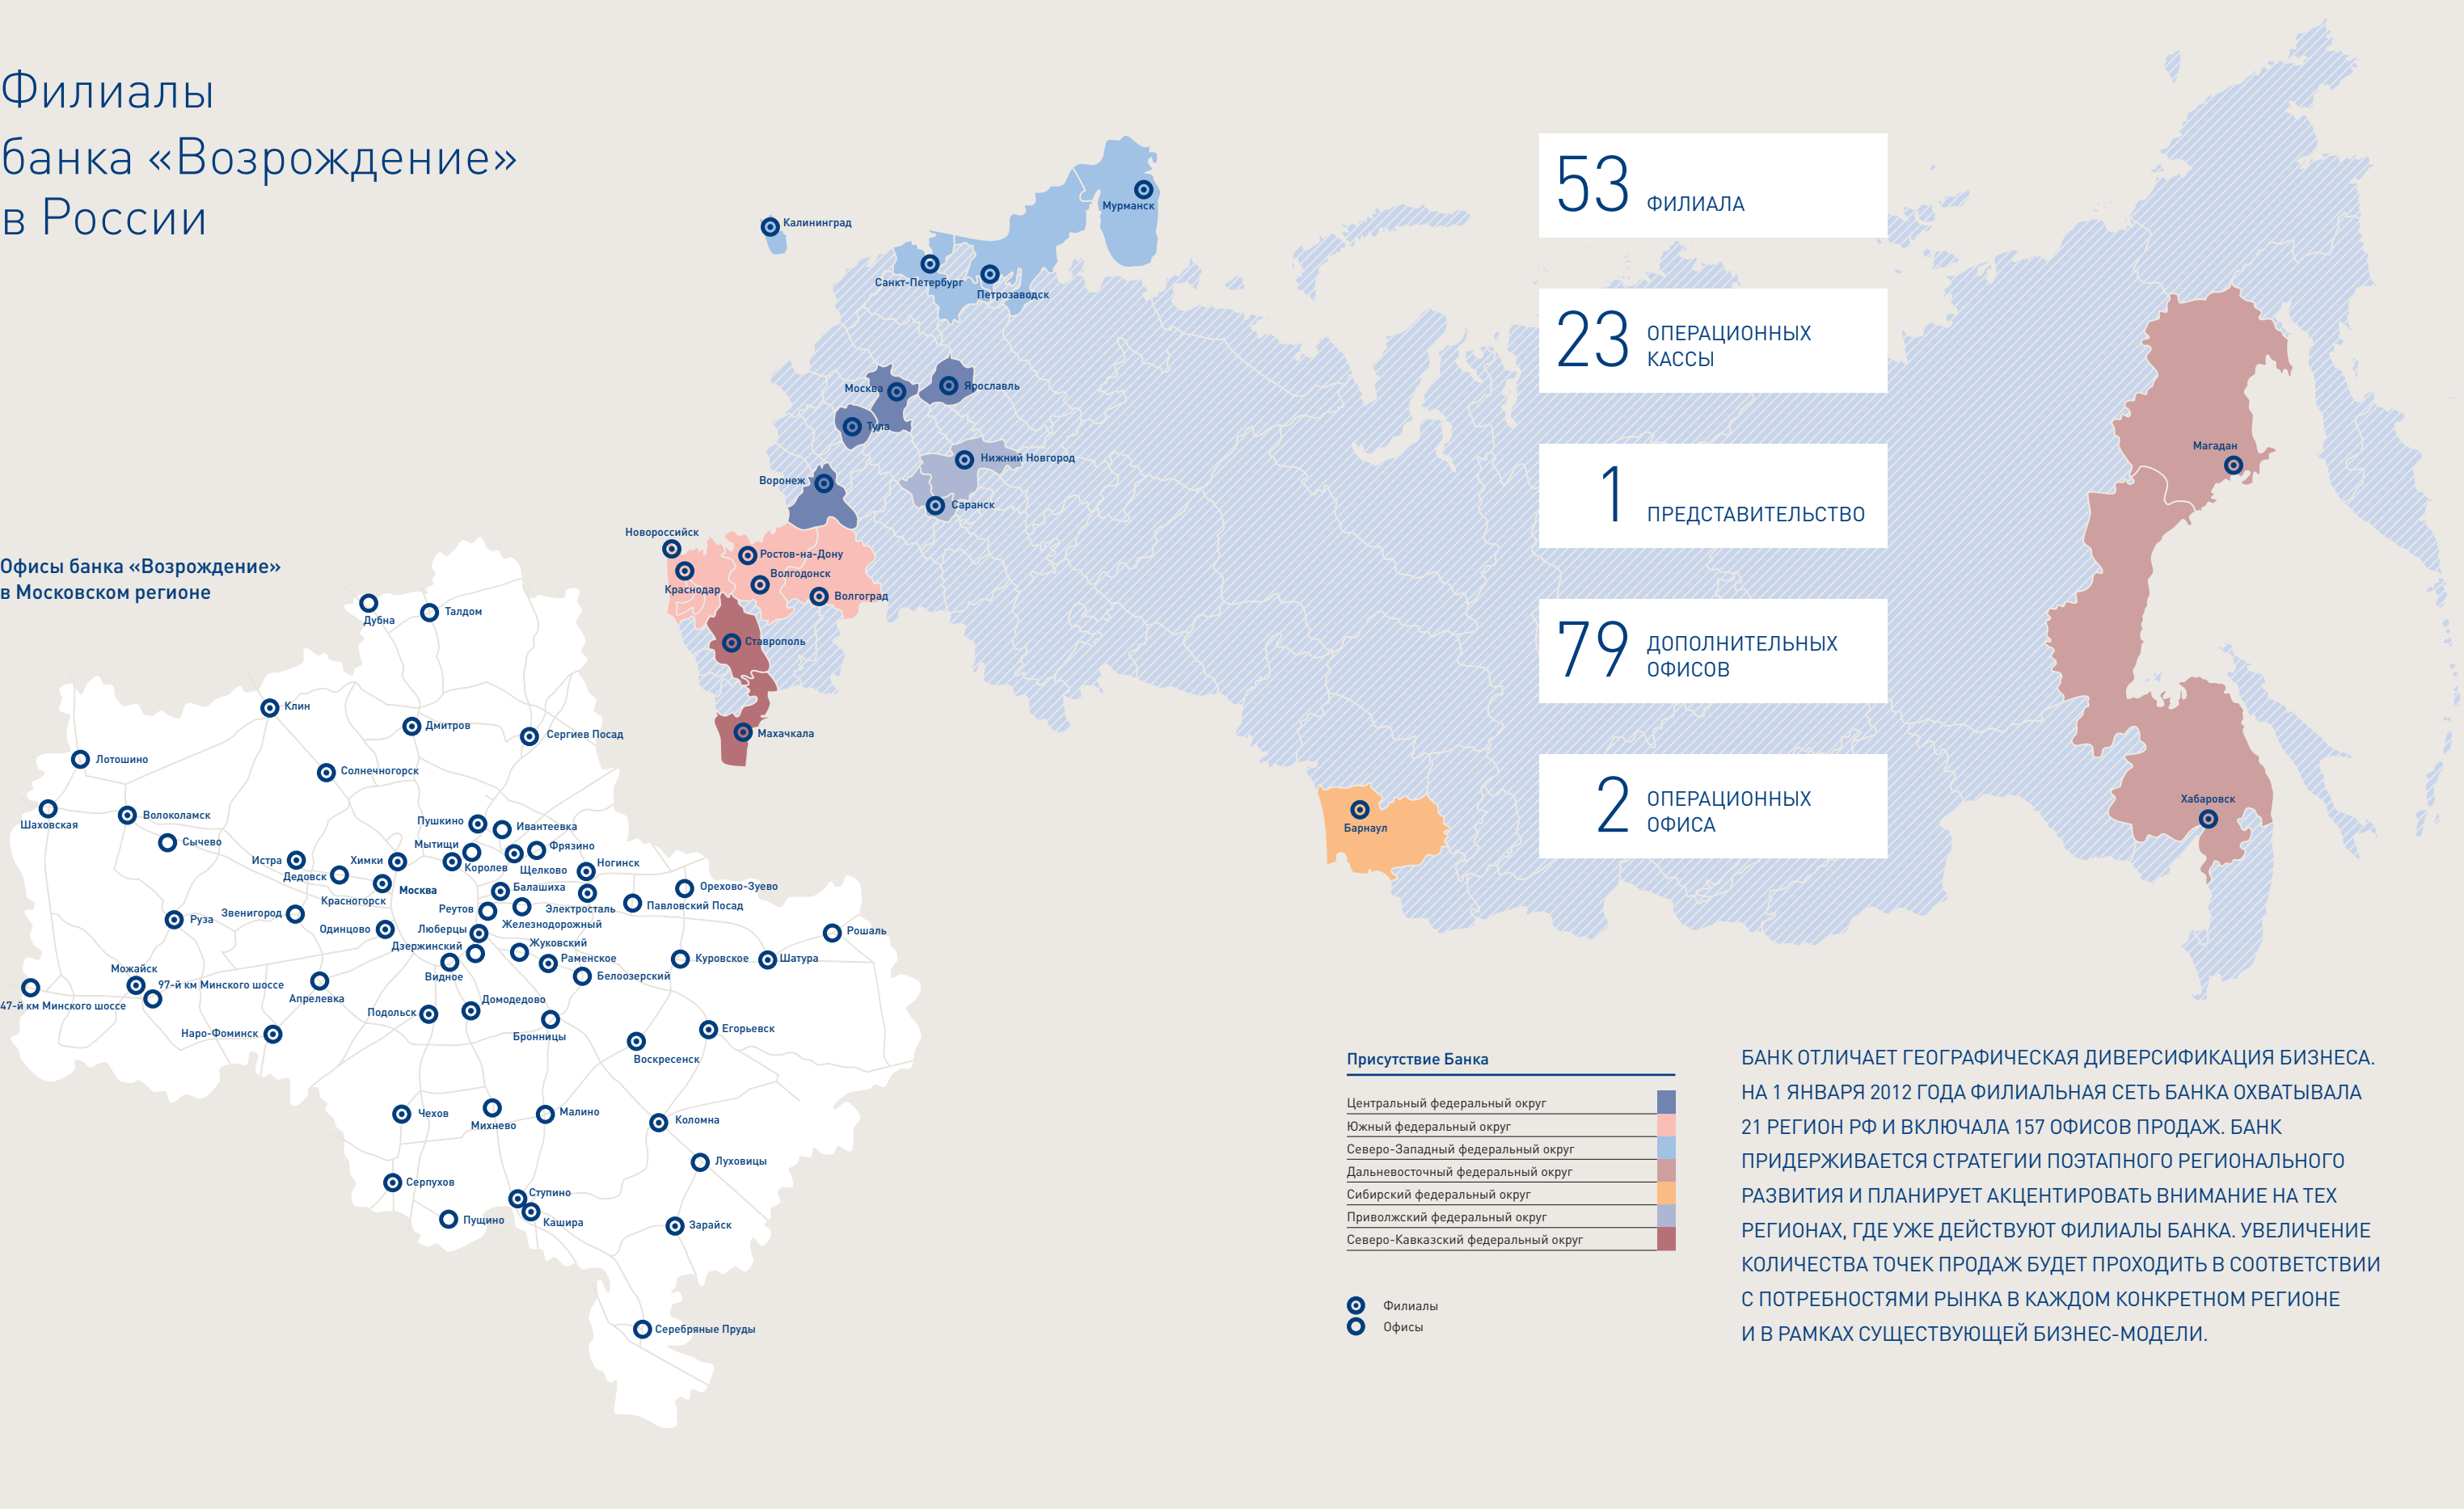 Филиалы
банка «Возрождение»
в России
53 ФИЛИАЛА
23 ОПЕРАЦИОННЫХ
КАССЫ
1 ПРЕДСТАВИТЕЛЬСТВО
79 ДОПОЛНИТЕЛЬНЫХ
ОФИСОВ
2 ОПЕРАЦИОННЫХ
ОФИСА
Мурманск
Калининград
Санкт-Петербург
Петрозаводск
Москва
Ярославль
Тула
Нижний Новгород
Воронеж
Саранск
Новороссийск
Ростов-на-Дону
Волгодонск
Краснодар
Волгоград
Ставрополь
Махачкала
Барнаул
Магадан
Хабаровск
Офисы банка «Возрождение»
в Московском регионе
Дубна
Талдом
Клин
Дмитров
Сергиев Посад
Лотошино
Солнечногорск
Шаховская
Волоколамск
Сычево
Пушкино
Ивантеевка
Мытищи
Фрязино
Истра
Химки
Королев
Щелково
Ногинск
Дедовск
Москва
Балашиха
Орехово-Зуево
Красногорск
Реутов
Электросталь
Павловский Посад
Руза
Звенигород
Железнодорожный
Одинцово
Люберцы
Рошаль
Дзержинский
Жуковский
Раменское
Куровское
Шатура
Можайск
Видное
Белоозерский
97-й км Минского шоссе
47-й км Минского шоссе
Апрелевка
Домодедово
Подольск
Наро-Фоминск
Бронницы
Егорьевск
Воскресенск
Чехов
Михнево
Малино
Коломна
Луховицы
Серпухов
Ступино
Пущино
Кашира
Зарайск
Серебряные Пруды
Присутствие Банка
Центральный федеральный округ
Южный федеральный округ
Северо-Западный федеральный округ
Дальневосточный федеральный округ
Сибирский федеральный округ
Приволжский федеральный округ
Северо-Кавказский федеральный округ
Филиалы
Офисы
БАНК ОТЛИЧАЕТ ГЕОГРАФИЧЕСКАЯ ДИВЕРСИФИКАЦИЯ БИЗНЕСА.
НА 1 ЯНВАРЯ 2012 ГОДА ФИЛИАЛЬНАЯ СЕТЬ БАНКА ОХВАТЫВАЛА
21 РЕГИОН РФ И ВКЛЮЧАЛА 157 ОФИСОВ ПРОДАЖ. БАНК
ПРИДЕРЖИВАЕТСЯ СТРАТЕГИИ ПОЭТАПНОГО РЕГИОНАЛЬНОГО
РАЗВИТИЯ И ПЛАНИРУЕТ АКЦЕНТИРОВАТЬ ВНИМАНИЕ НА ТЕХ
РЕГИОНАХ, ГДЕ УЖЕ ДЕЙСТВУЮТ ФИЛИАЛЫ БАНКА. УВЕЛИЧЕНИЕ
КОЛИЧЕСТВА ТОЧЕК ПРОДАЖ БУДЕТ ПРОХОДИТЬ В СООТВЕТСТВИИ
С ПОТРЕБНОСТЯМИ РЫНКА В КАЖДОМ КОНКРЕТНОМ РЕГИОНЕ
И В РАМКАХ СУЩЕСТВУЮЩЕЙ БИЗНЕС-МОДЕЛИ.